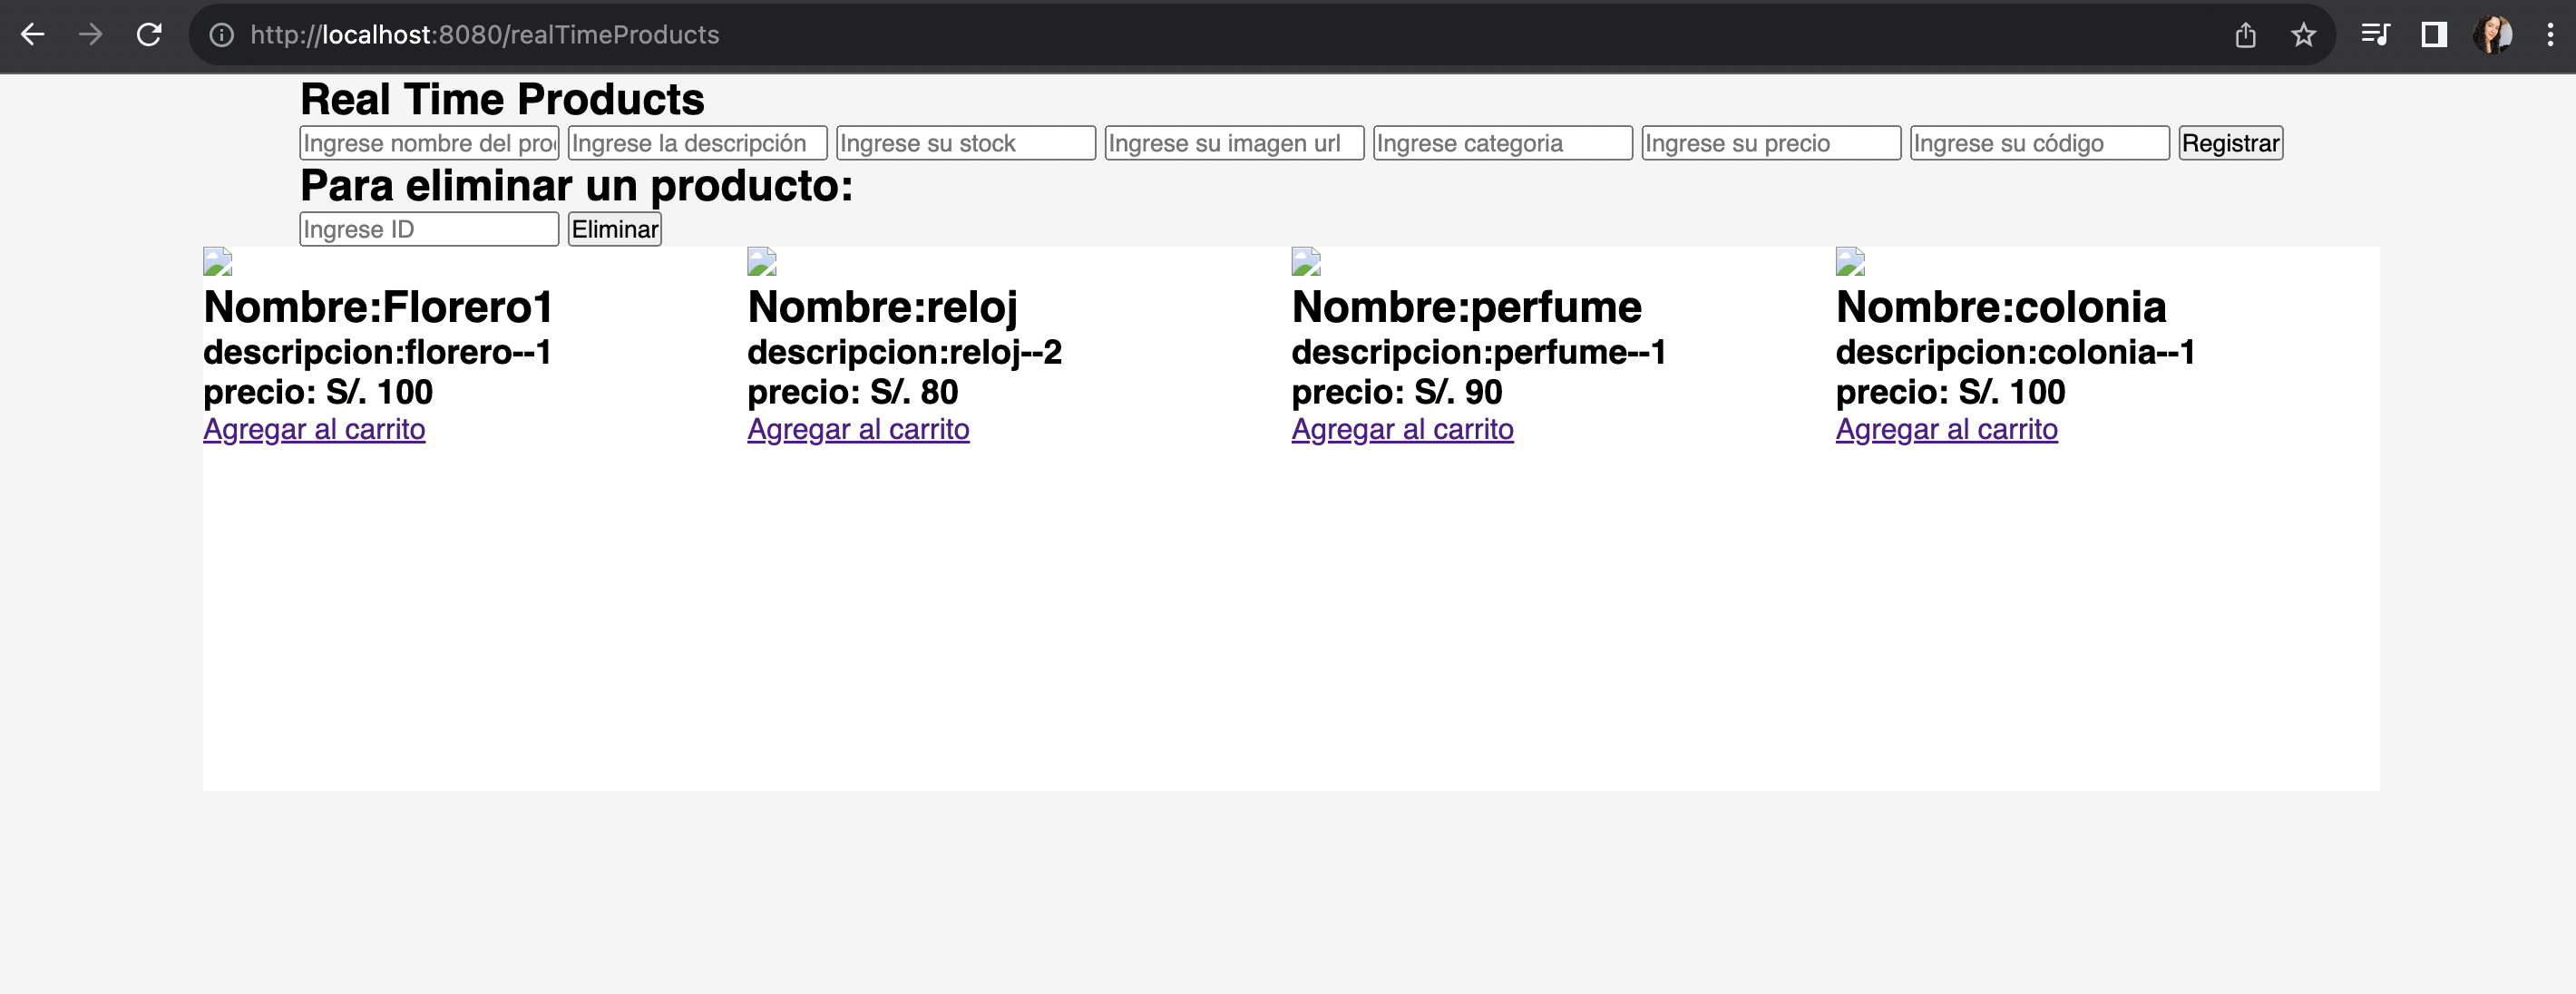 http://localhost:8080/realTimeProducts
Real Time Products
Ingrese nombre del pro Ingrese la descripción Ingrese su stock Ingrese su imagen url Ingrese categoria Ingrese su precio Ingrese su código Registrar
Para eliminar un producto:
Ingrese ID Eliminar
Nombre:Florero1
descripcion:florero--1
precio: S/. 100
Agregar al carrito
Nombre:reloj
descripcion:reloj--2
precio: S/. 80
Agregar al carrito
Nombre:perfume
descripcion:perfume--1
precio: S/. 90
Agregar al carrito
Nombre:colonia
descripcion:colonia--1
precio: S/. 100
Agregar al carrito